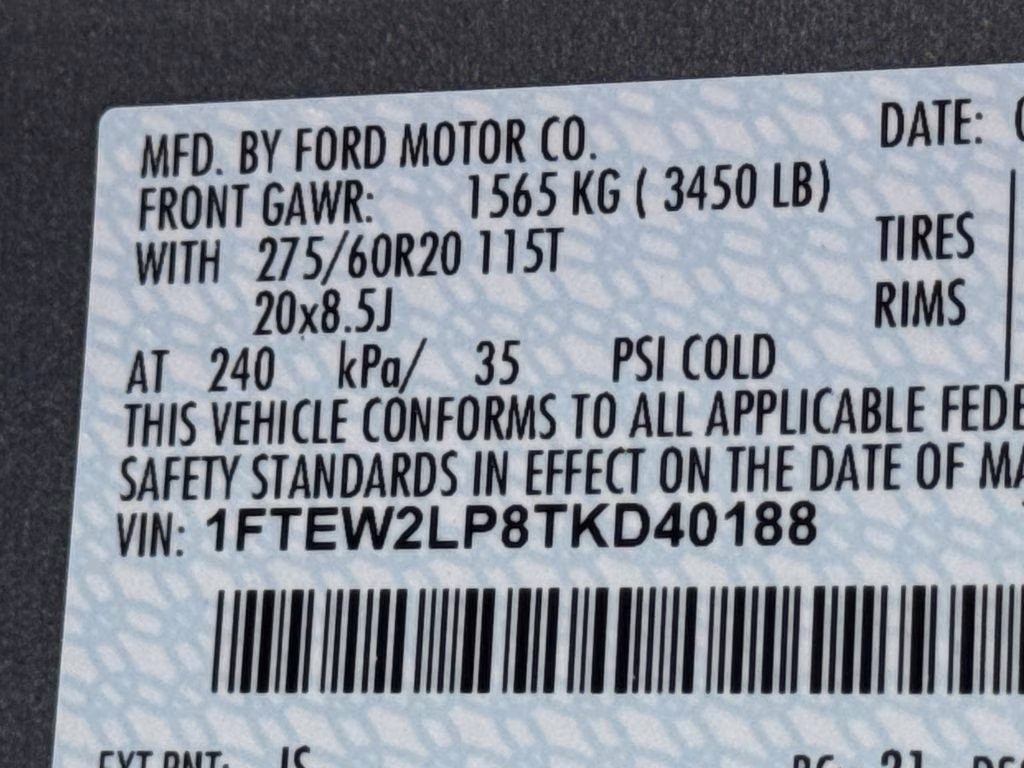 MFD. BY FORD MOTOR CO. DATE:
FRONT GAWR: 1565 KG ( 3450 LB)
WITH 275/60R20 115T TIRES
20x8.5J RIMS
AT 240 kPa/ 35 PSI COLD
THIS VEHICLE CONFORMS TO ALL APPLICABLE
SAFETY STANDARDS IN EFFECT ON THE DATE OF
VIN: 1FTEW2LP8TKD40188
EXT PNT: